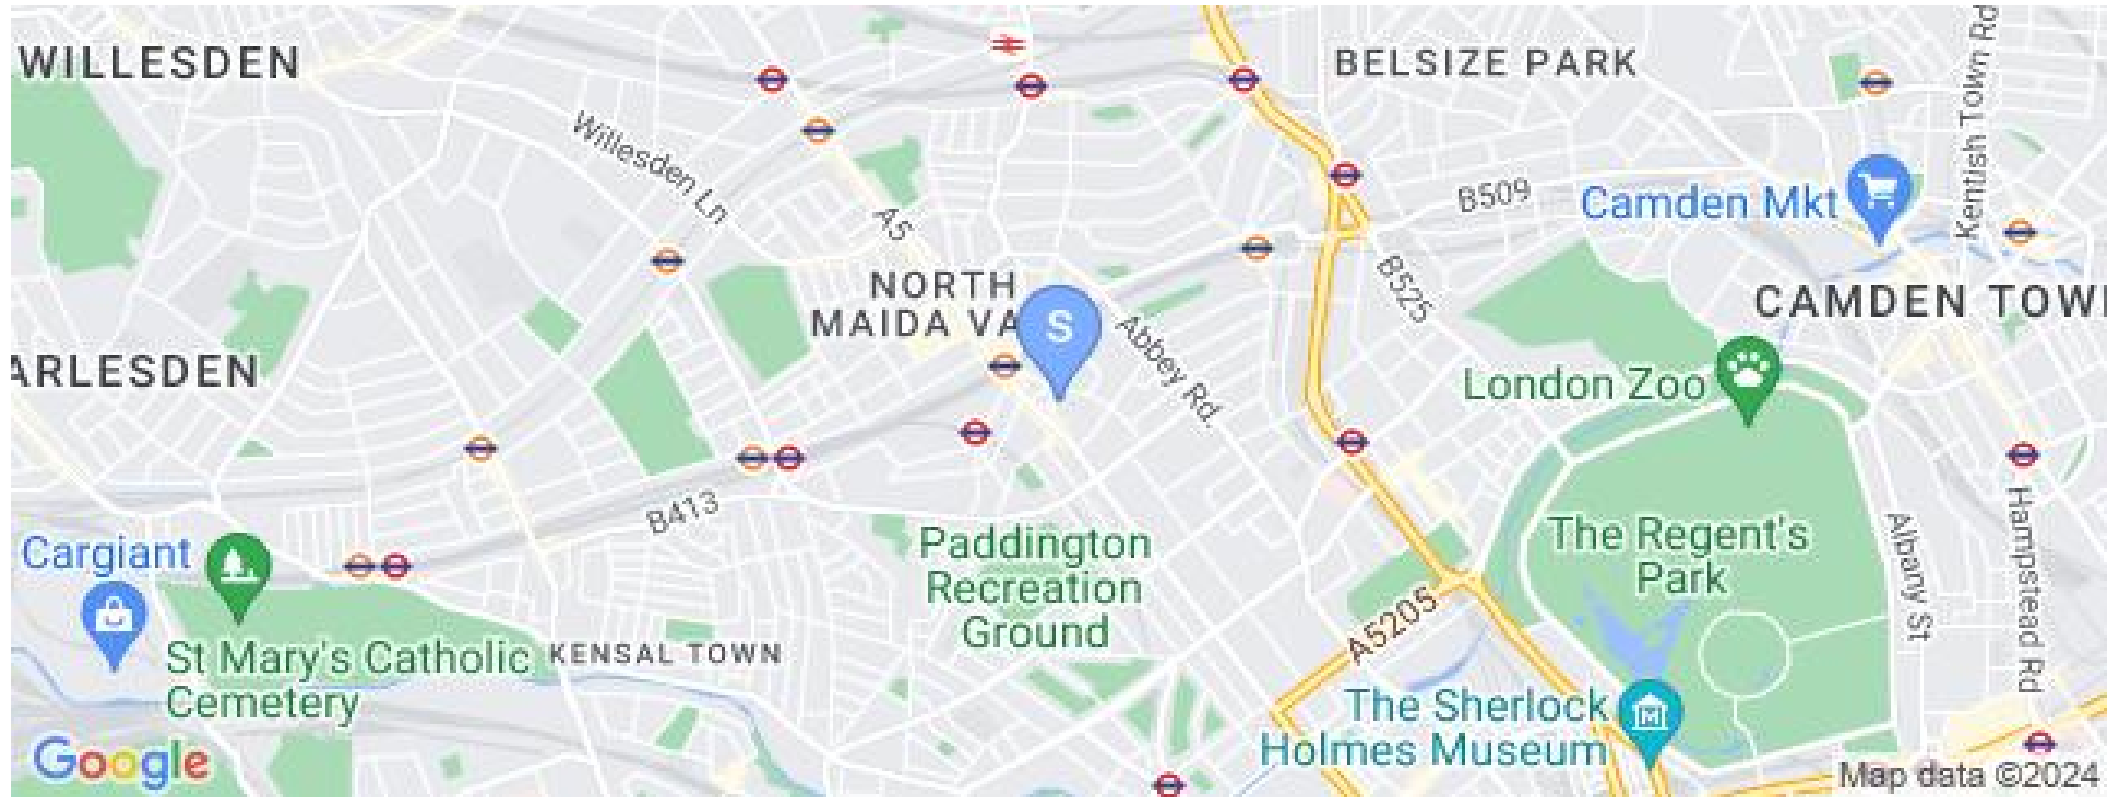 WILLESDEN
BELSIZE PARK
Kentish Town Rd
Willesden Ln
A5
B509
Camden Mkt
NORTH
MAIDA VA
S
Abbey Rd.
B525
CAMDEN TOW
ARLESDEN
London Zoo
B413
Cargiant
Paddington
Recreation
Ground
The Regent's
Park
Albany St
Hampstead Rd
A5205
St Mary's Catholic
Cemetery
KENSAL TOWN
The Sherlock
Holmes Museum
Google
Map data ©2024